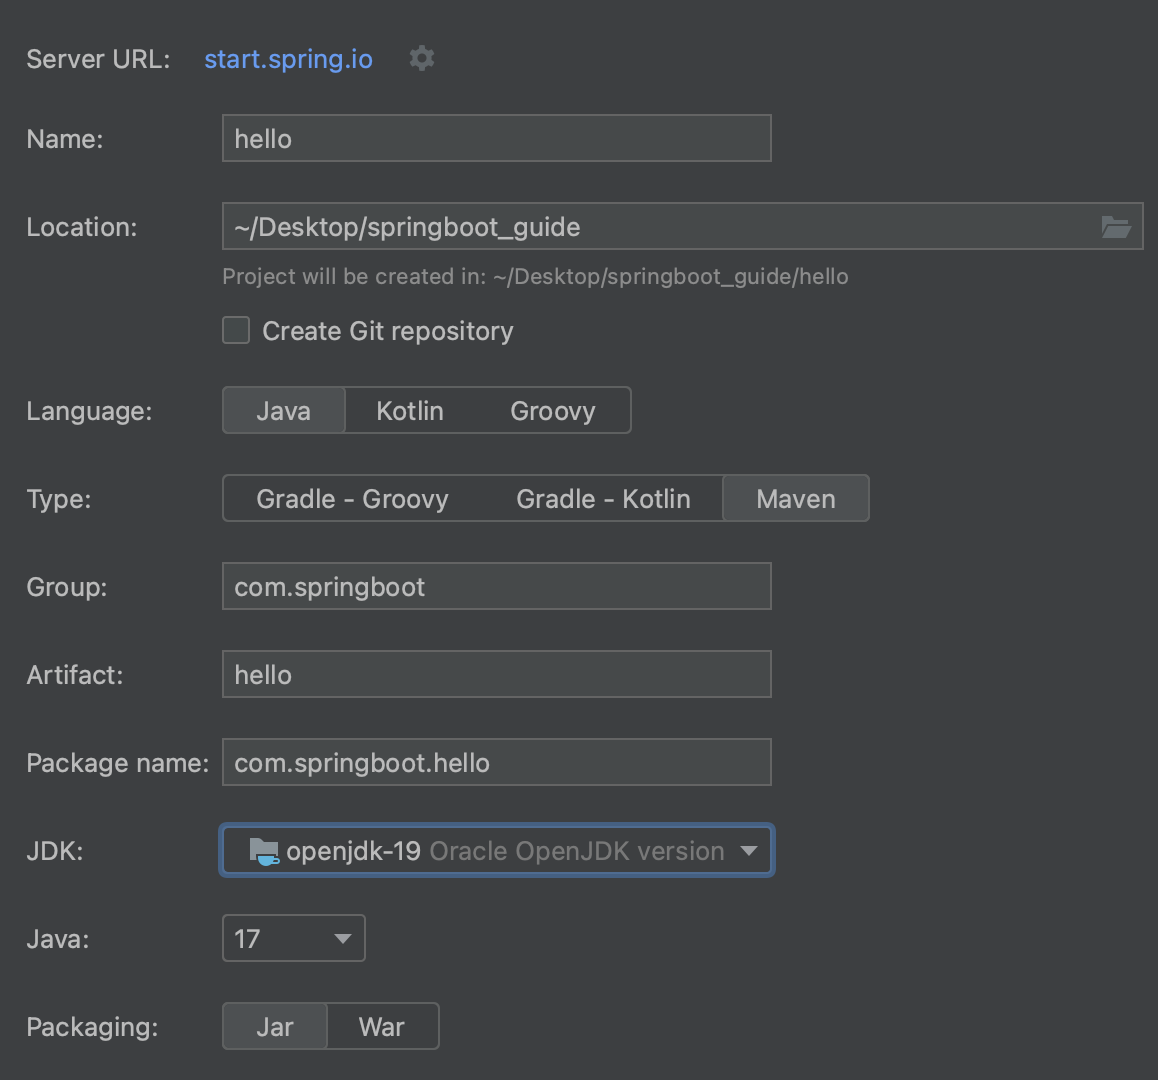 Server URL: start.spring.io
Name: hello
Location: ~/Desktop/springboot_guide
Project will be created in: ~/Desktop/springboot_guide/hello
Create Git repository
Language: Java Kotlin Groovy
Type: Gradle - Groovy Gradle - Kotlin Maven
Group: com.springboot
Artifact: hello
Package name: com.springboot.hello
JDK: openjdk-19 Oracle OpenJDK version
Java: 17
Packaging: Jar War